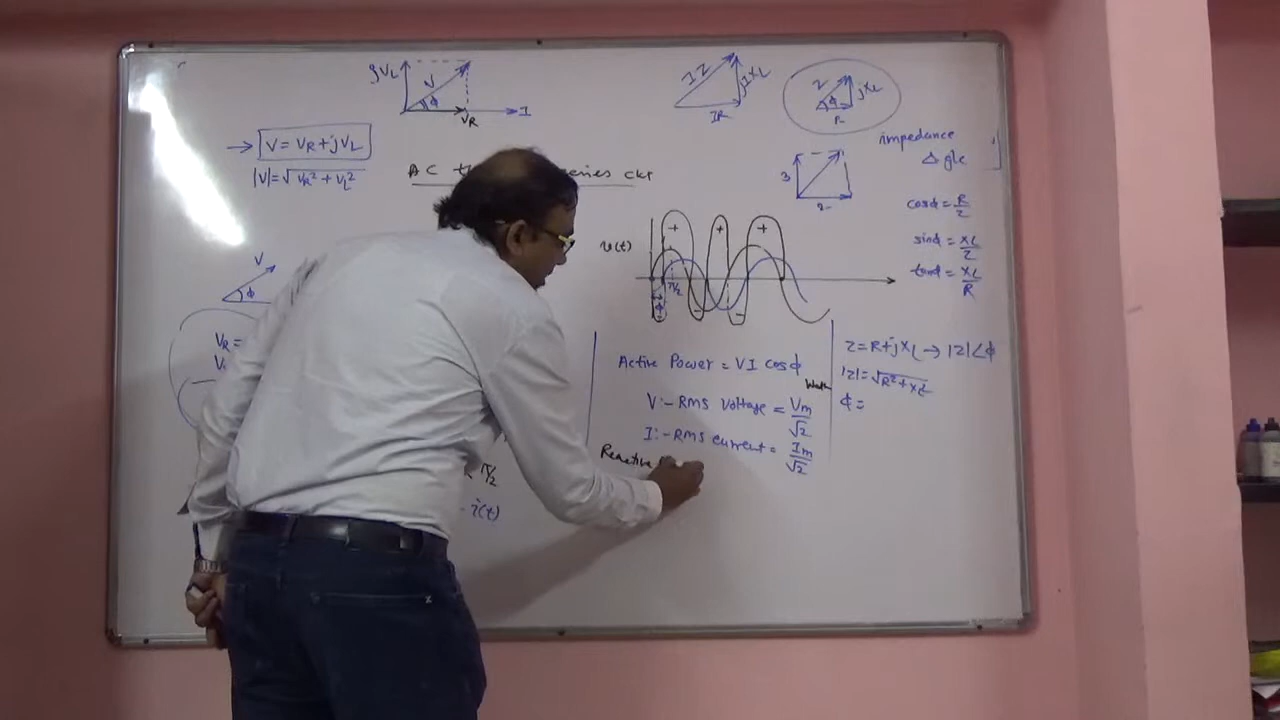 jVL
V
ϕ
VR
I
→ V = VR + jVL
|V| = √VR² + VL²
AC
series ckt
IZ
jIXL
IR
Z
ϕ
jXL
R
impedance
Δ gle
3
2
cosϕ = R/Z
sinϕ = XL/Z
tanϕ = XL/R
v(t)
+ + +
π/2
ϕ
- - -
V
ϕ
VR =
Z = R + jXL → |Z|∠ϕ
|Z| = √R² + XL²
ϕ =
Active Power = VI cosϕ
Watt
V :- RMS Voltage = Vm/√2
I :- RMS current = Im/√2
Reactive
π/2
- i(t)